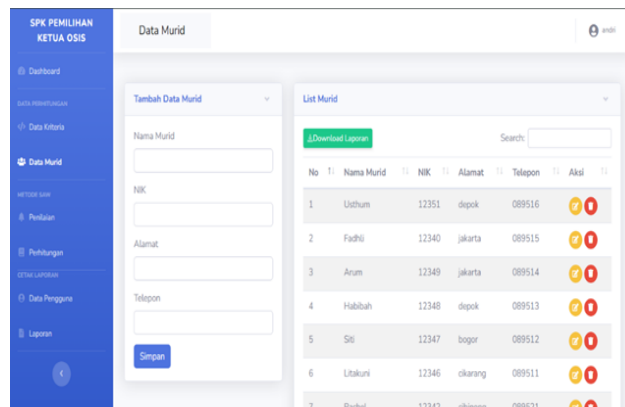 SPK PEMILIHAN
KETUA OSIS
Dashboard
DATA PERHITUNGAN
Data Kriteria
Data Murid
METODE SAW
Penilaian
Perhitungan
CETAK LAPORAN
Data Pengguna
Laporan
Data Murid
andri
Tambah Data Murid
Nama Murid
NIK
Alamat
Telepon
Simpan
List Murid
Download Laporan
Search:
No Nama Murid NIK Alamat Telepon Aksi
1 Usthum 12351 depok 089516
2 Fadhli 12340 jakarta 089515
3 Arum 12349 jakarta 089514
4 Habibah 12348 depok 089513
5 Siti 12347 bogor 089512
6 Litakuni 12346 cikarang 089511
7